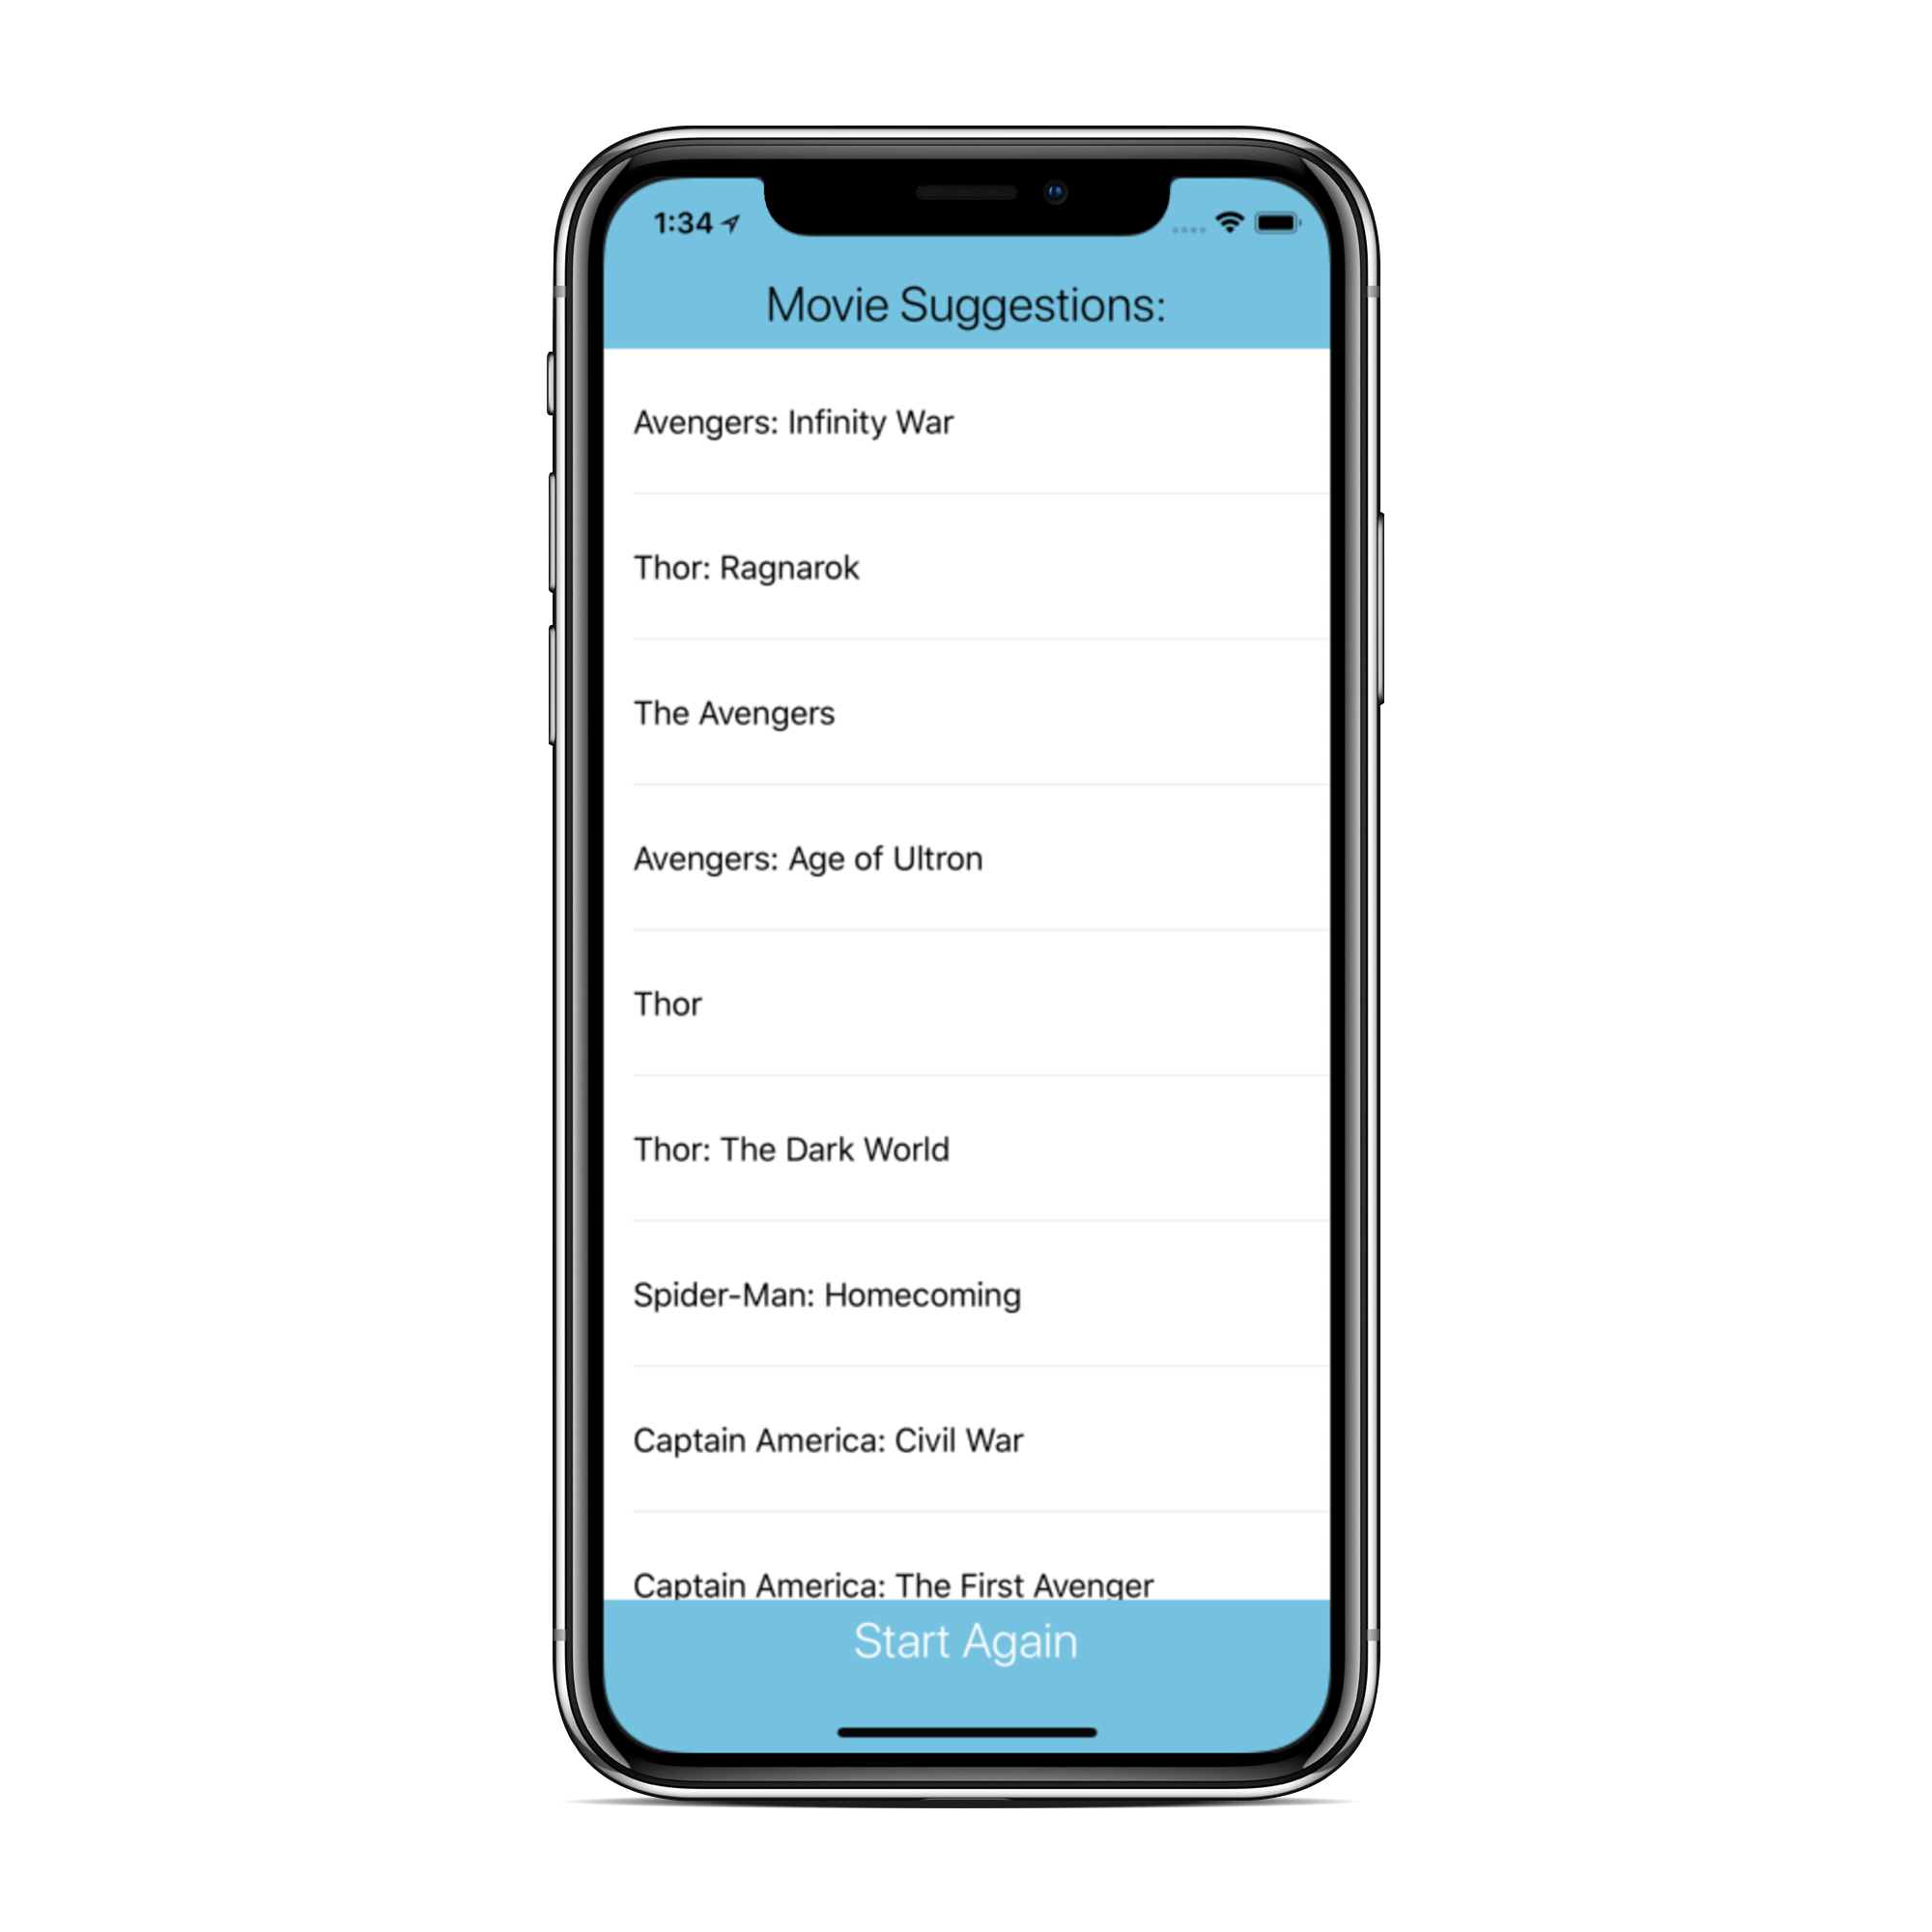 1:34
Movie Suggestions:
Avengers: Infinity War
Thor: Ragnarok
The Avengers
Avengers: Age of Ultron
Thor
Thor: The Dark World
Spider-Man: Homecoming
Captain America: Civil War
Captain America: The First Avenger
Start Again